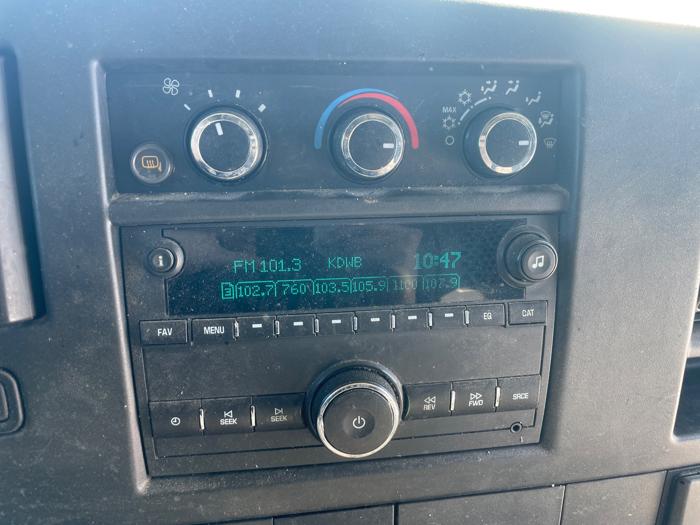 MAX
FM 101.3 KDWB 10:47
3 102.7 760 103.5 105.9 1100 107.9
FAV MENU EQ CAT
SEEK SEEK REV FWD SRCE